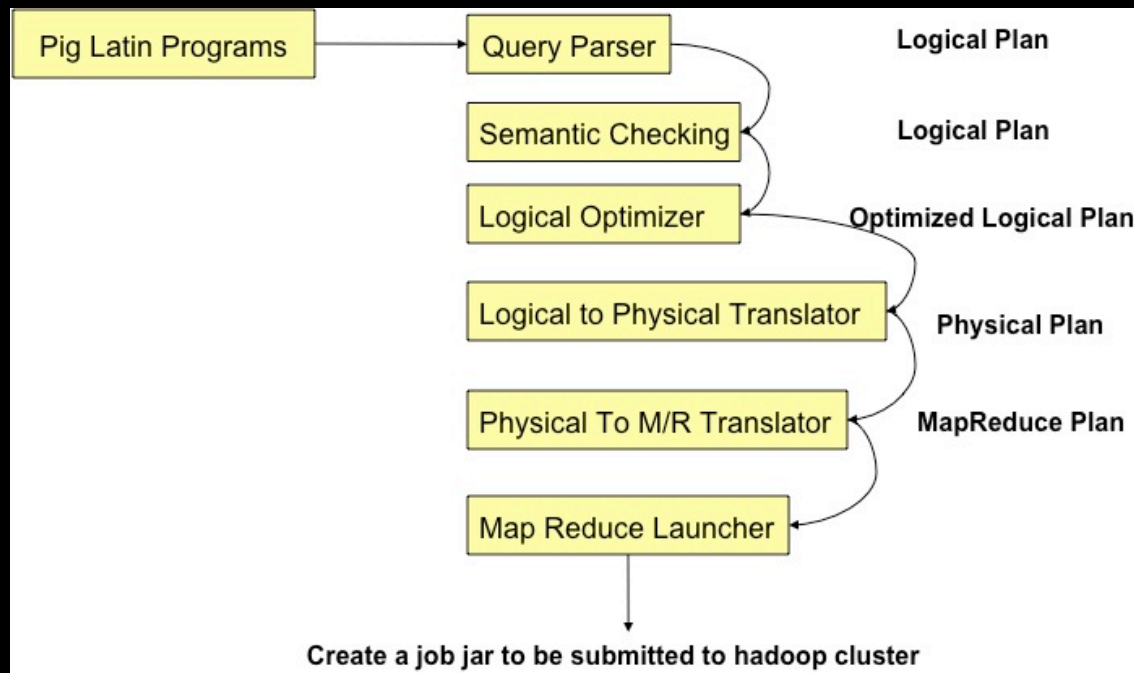 Pig Latin Programs
Query Parser
Logical Plan
Semantic Checking
Logical Plan
Logical Optimizer
Optimized Logical Plan
Logical to Physical Translator
Physical Plan
Physical To M/R Translator
MapReduce Plan
Map Reduce Launcher
Create a job jar to be submitted to hadoop cluster